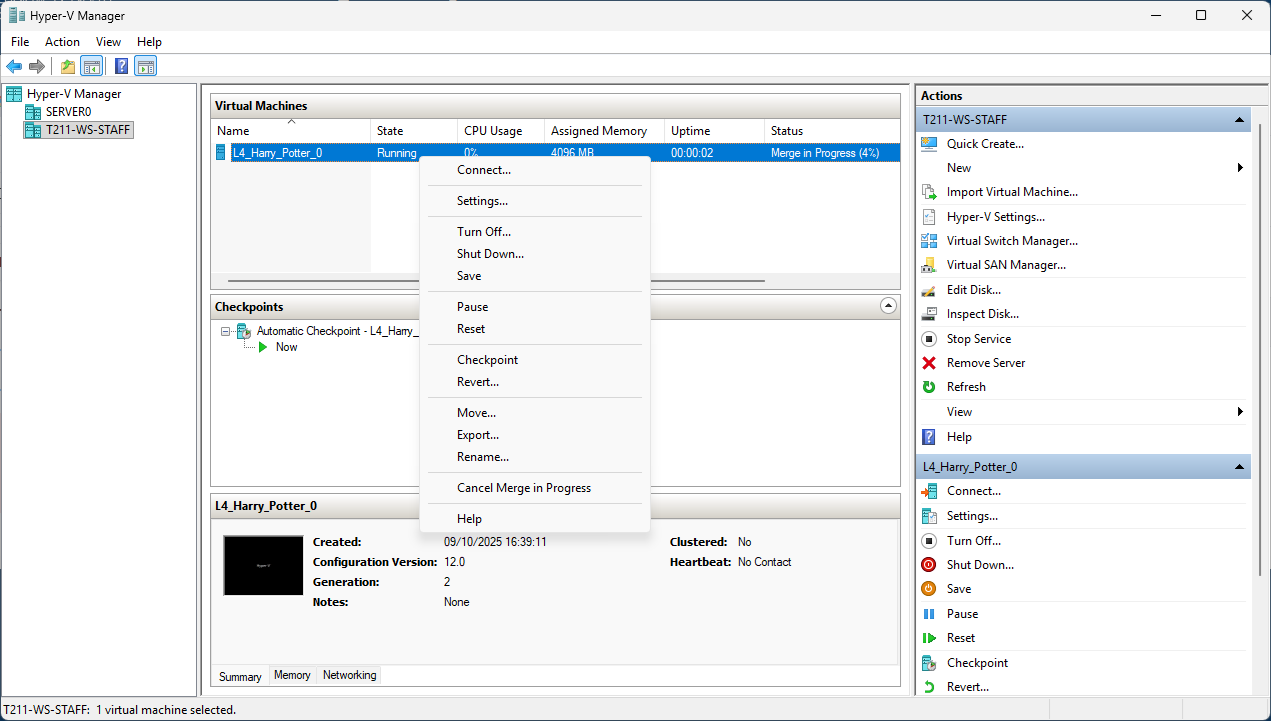 Hyper-V Manager
File Action View Help
Hyper-V Manager
SERVER0
T211-WS-STAFF
Virtual Machines
Name State CPU Usage Assigned Memory Uptime Status
L4_Harry_Potter_0 Running 0% 4096 MB 00:00:02 Merge in Progress (4%)
Connect...
Settings...
Turn Off...
Shut Down...
Save
Pause
Reset
Checkpoint
Revert...
Move...
Export...
Rename...
Cancel Merge in Progress
Help
Checkpoints
Automatic Checkpoint - L4_Harry_
Now
L4_Harry_Potter_0
Hyper-V
Created: 09/10/2025 16:39:11 Clustered: No
Configuration Version: 12.0 Heartbeat: No Contact
Generation: 2
Notes: None
Summary Memory Networking
Actions
T211-WS-STAFF
Quick Create...
New
Import Virtual Machine...
Hyper-V Settings...
Virtual Switch Manager...
Virtual SAN Manager...
Edit Disk...
Inspect Disk...
Stop Service
Remove Server
Refresh
View
Help
L4_Harry_Potter_0
Connect...
Settings...
Turn Off...
Shut Down...
Save
Pause
Reset
Checkpoint
Revert...
T211-WS-STAFF: 1 virtual machine selected.